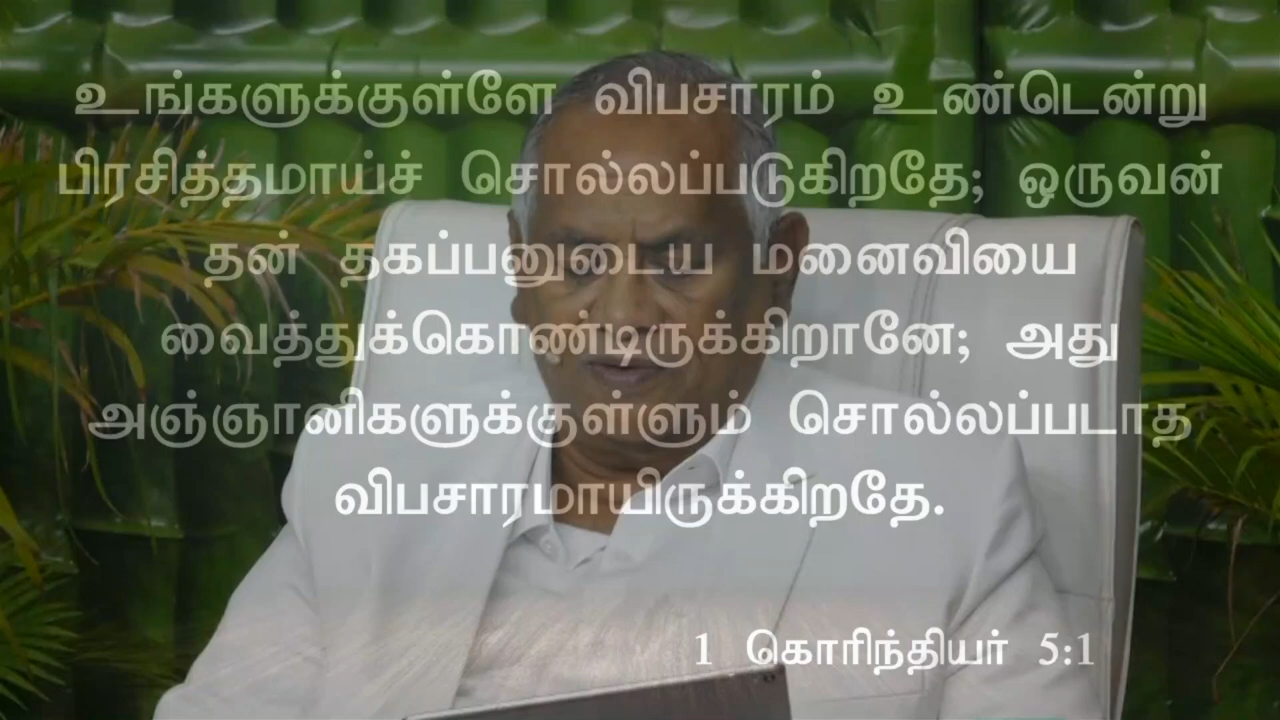 உங்களுக்குள்ளே விபசாரம் உண்டென்று
பிரசித்தமாய்ச் சொல்லப்படுகிறதே; ஒருவன்
தன் தகப்பனுடைய மனைவியை
வைத்துக்கொண்டிருக்கிறானே; அது
அஞ்ஞானிகளுக்குள்ளும் சொல்லப்படாத
விபசாரமாயிருக்கிறதே.
1 கொரிந்தியர் 5:1